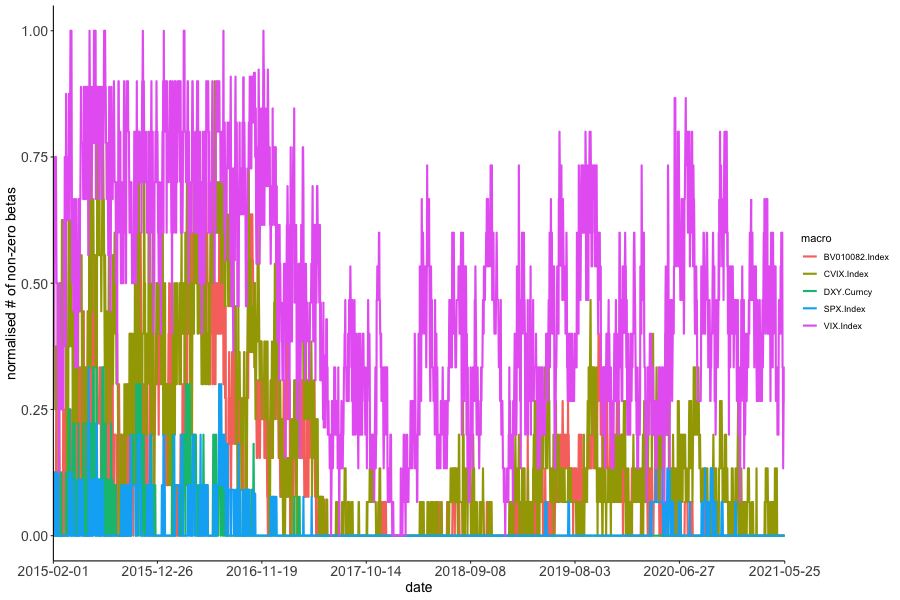 1.00
0.75
0.50
0.25
0.00
normalised # of non-zero betas
2015-02-01 2015-12-26 2016-11-19 2017-10-14 2018-09-08 2019-08-03 2020-06-27 2021-05-25
date
macro
BV010082.Index
CVIX.Index
DXY.Curncy
SPX.Index
VIX.Index